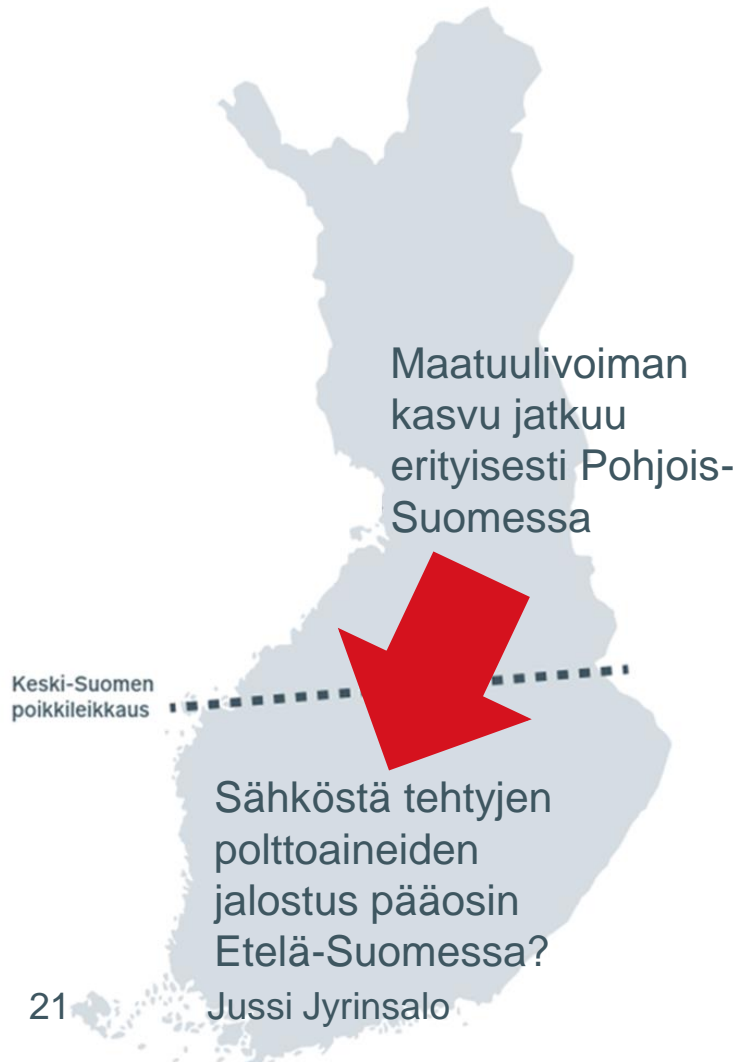 Maatuulivoiman
kasvu jatkuu
erityisesti Pohjois-
Suomessa
Keski-Suomen
poikkileikkaus
Sähköstä tehtyjen
polttoaineiden
jalostus pääosin
Etelä-Suomessa?
21 Jussi Jyrinsalo